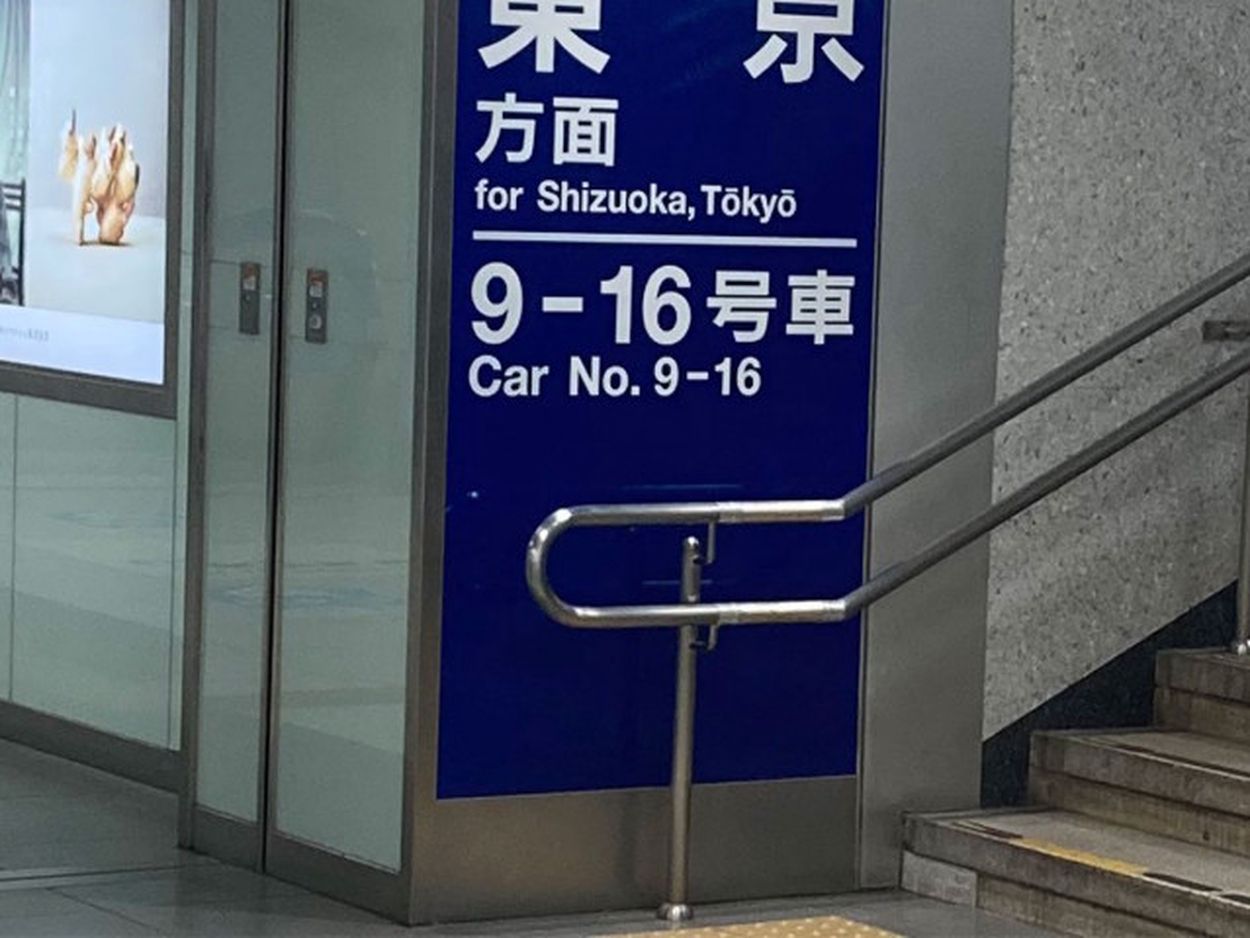 東京
方面
for Shizuoka, Tōkyō
9-16号車
Car No. 9-16